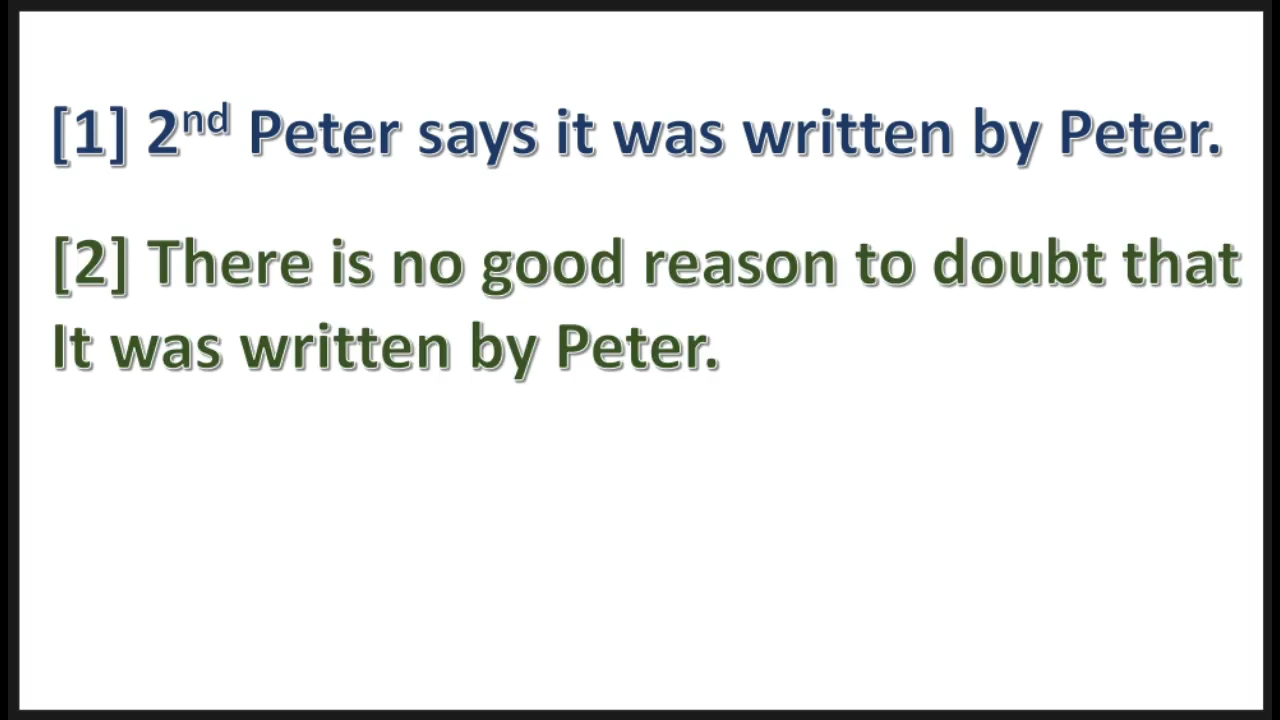 [1] 2nd Peter says it was written by Peter.
[2] There is no good reason to doubt that
It was written by Peter.